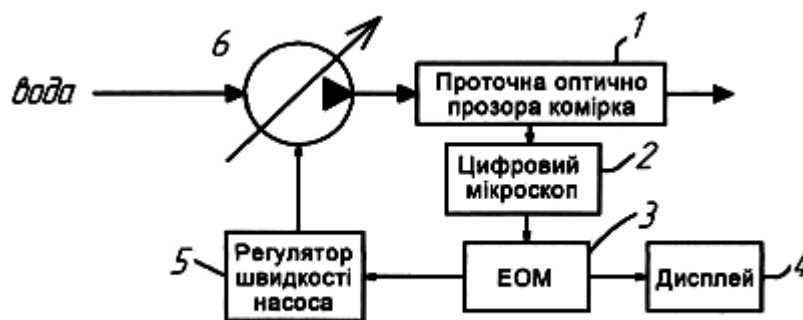 6
1
вода
Проточна оптично
прозора комірка
Цифровий
мікроскоп
2
3
5
Регулятор
швидкості
насоса
ЕОМ
Дисплей
4